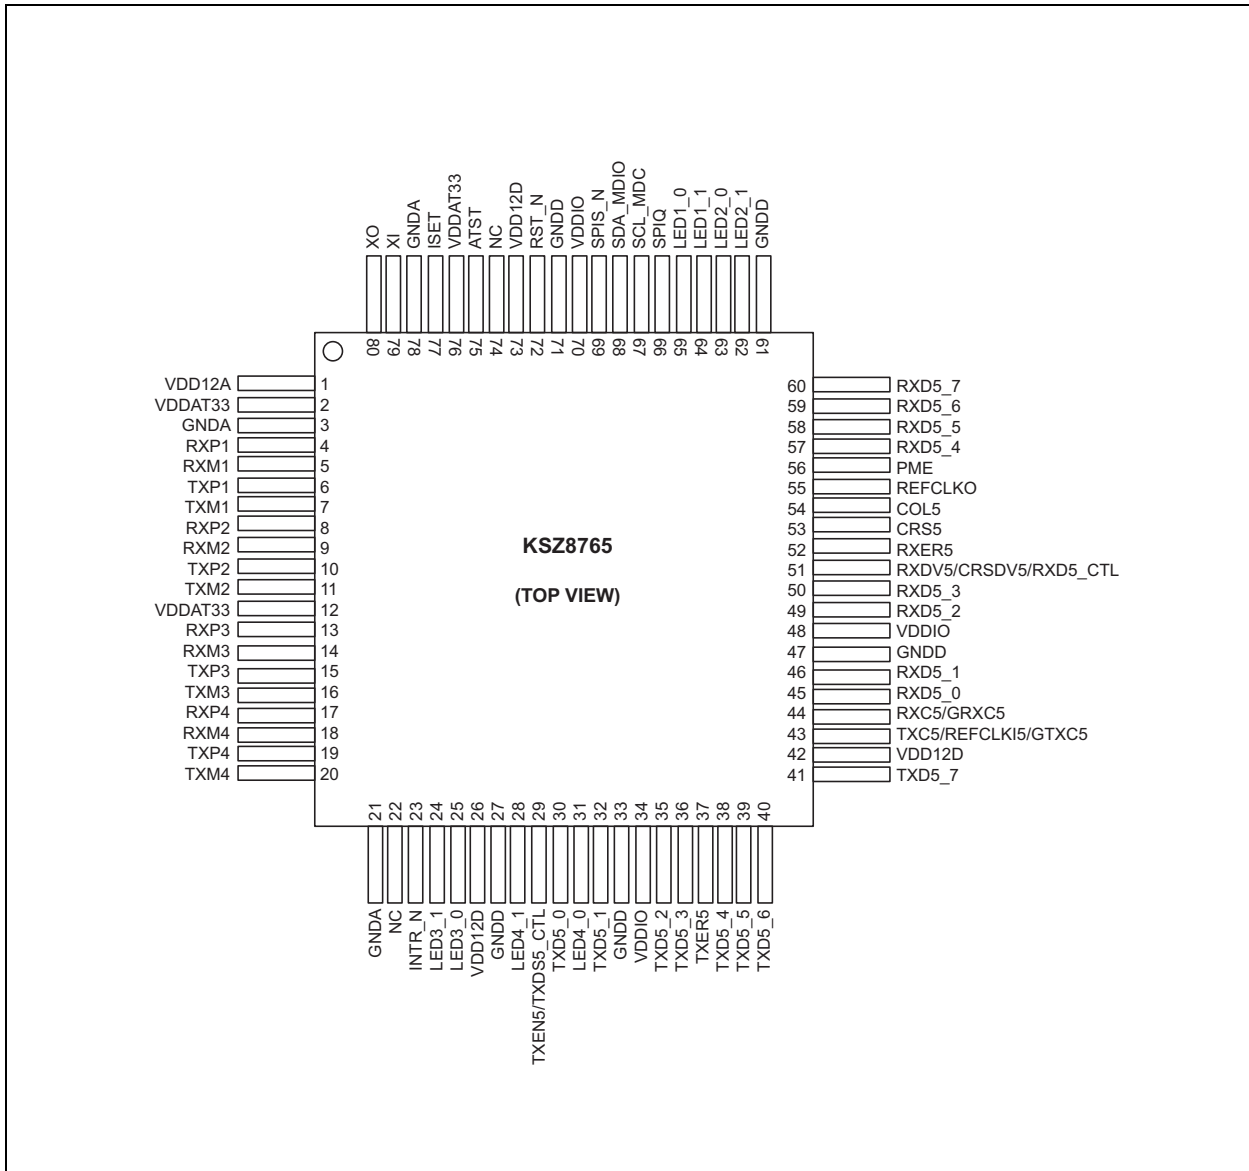 XO
XI
GNDA
ISET
VDDAT33
ATST
NC
VDD12D
RST_N
GNDD
VDDIO
SPIS_N
SDA_MDIO
SCL_MDC
SPIQ
LED1_0
LED1_1
LED2_0
LED2_1
GNDD
80 79 78 77 76 75 74 73 72 71 70 69 68 67 66 65 64 63 62 61
VDD12A 1
VDDAT33 2
GNDA 3
RXP1 4
RXM1 5
TXP1 6
TXM1 7
RXP2 8
RXM2 9
TXP2 10
TXM2 11
VDDAT33 12
RXP3 13
RXM3 14
TXP3 15
TXM3 16
RXP4 17
RXM4 18
TXP4 19
TXM4 20
KSZ8765
(TOP VIEW)
60 RXD5_7
59 RXD5_6
58 RXD5_5
57 RXD5_4
56 PME
55 REFCLKO
54 COL5
53 CRS5
52 RXER5
51 RXDV5/CRSDV5/RXD5_CTL
50 RXD5_3
49 RXD5_2
48 VDDIO
47 GNDD
46 RXD5_1
45 RXD5_0
44 RXC5/GRXC5
43 TXC5/REFCLKI5/GTXC5
42 VDD12D
41 TXD5_7
21 22 23 24 25 26 27 28 29 30 31 32 33 34 35 36 37 38 39 40
GNDA
NC
INTR_N
LED3_1
LED3_0
VDD12D
GNDD
LED4_1
TXEN5/TXDS5_CTL
TXD5_0
LED4_0
TXD5_1
GNDD
VDDIO
TXD5_2
TXD5_3
TXER5
TXD5_4
TXD5_5
TXD5_6